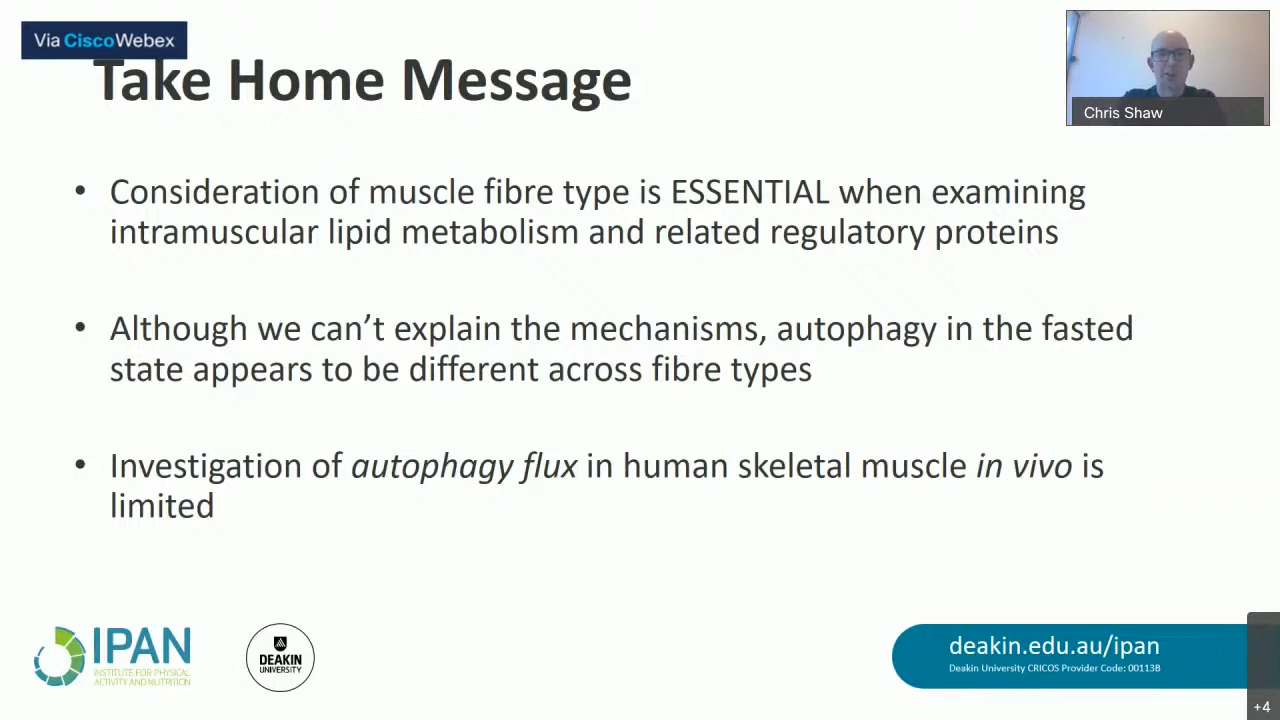 Via Cisco Webex
Take Home Message
Chris Shaw
• Consideration of muscle fibre type is ESSENTIAL when examining
intramuscular lipid metabolism and related regulatory proteins
• Although we can’t explain the mechanisms, autophagy in the fasted
state appears to be different across fibre types
• Investigation of autophagy flux in human skeletal muscle in vivo is
limited
IPAN
INSTITUTE FOR PHYSICAL
ACTIVITY AND NUTRITION
DEAKIN
UNIVERSITY
deakin.edu.au/ipan
Deakin University CRICOS Provider Code: 00113B
+4